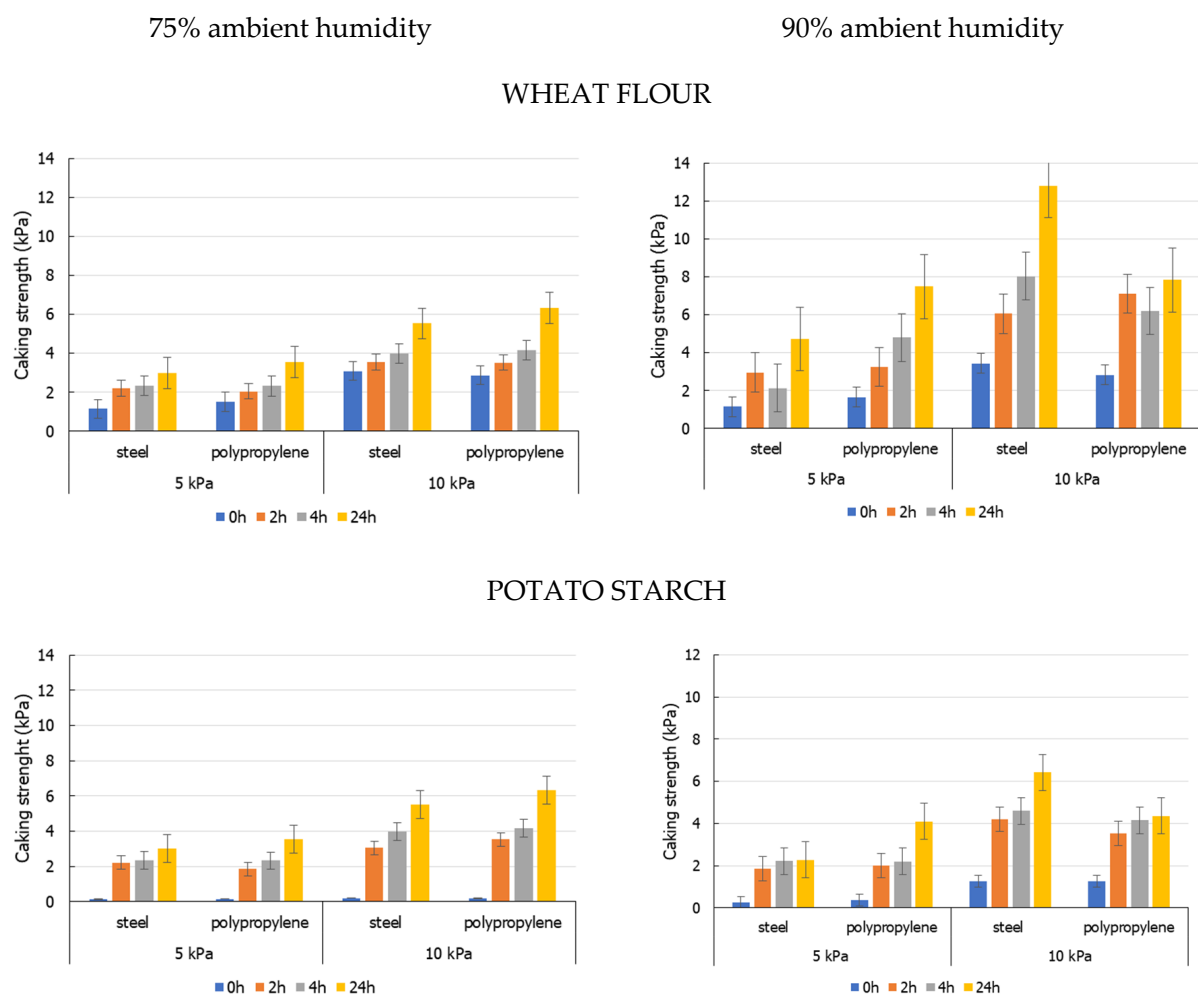 75% ambient humidity 90% ambient humidity
WHEAT FLOUR
Caking strength (kPa)
14
12
10
8
6
4
2
0
steel polypropylene steel polypropylene
5 kPa 10 kPa
0h 2h 4h 24h
Caking strength (kPa)
14
12
10
8
6
4
2
0
steel polypropylene steel polypropylene
5 kPa 10 kPa
0h 2h 4h 24h
POTATO STARCH
Caking strenght (kPa)
14
12
10
8
6
4
2
0
steel polypropylene steel polypropylene
5 kPa 10 kPa
0h 2h 4h 24h
Caking strength (kPa)
12
10
8
6
4
2
0
steel polypropylene steel polypropylene
5 kPa 10 kPa
0h 2h 4h 24h